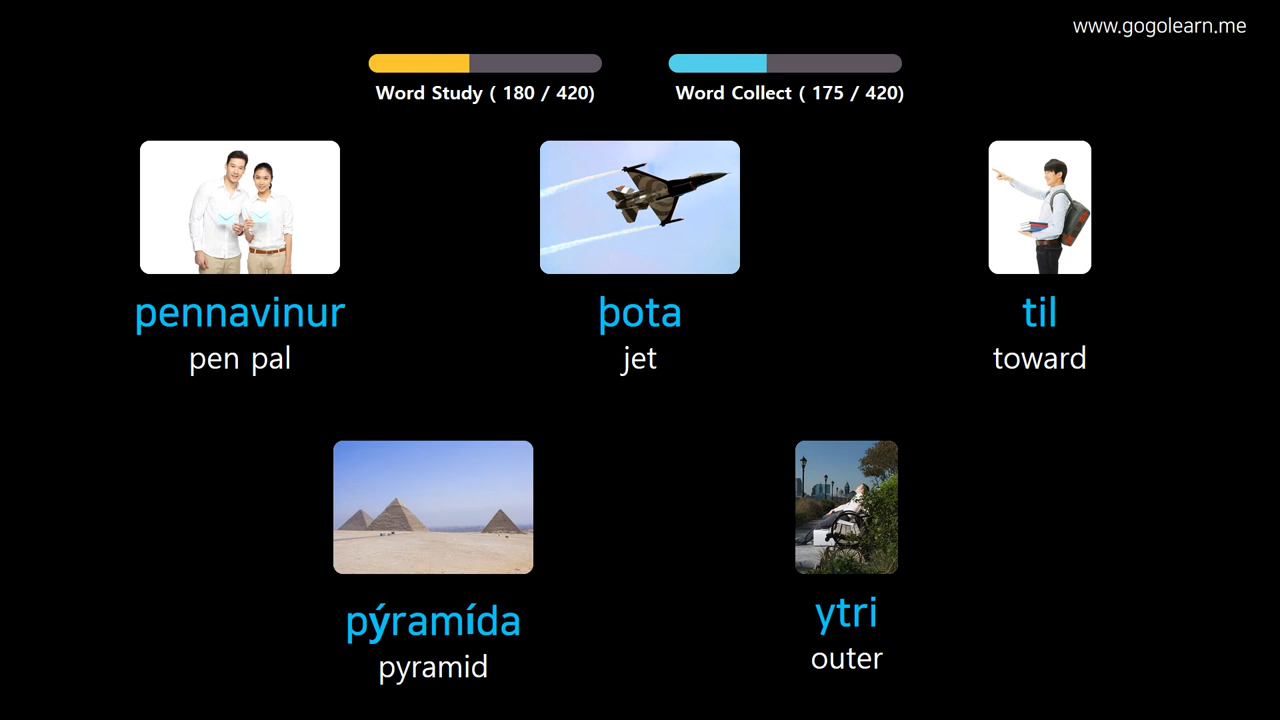 www.gogolearn.me
Word Study ( 180 / 420)
Word Collect ( 175 / 420)
pennavinur
pen pal
þota
jet
til
toward
pýramída
pyramid
ytri
outer